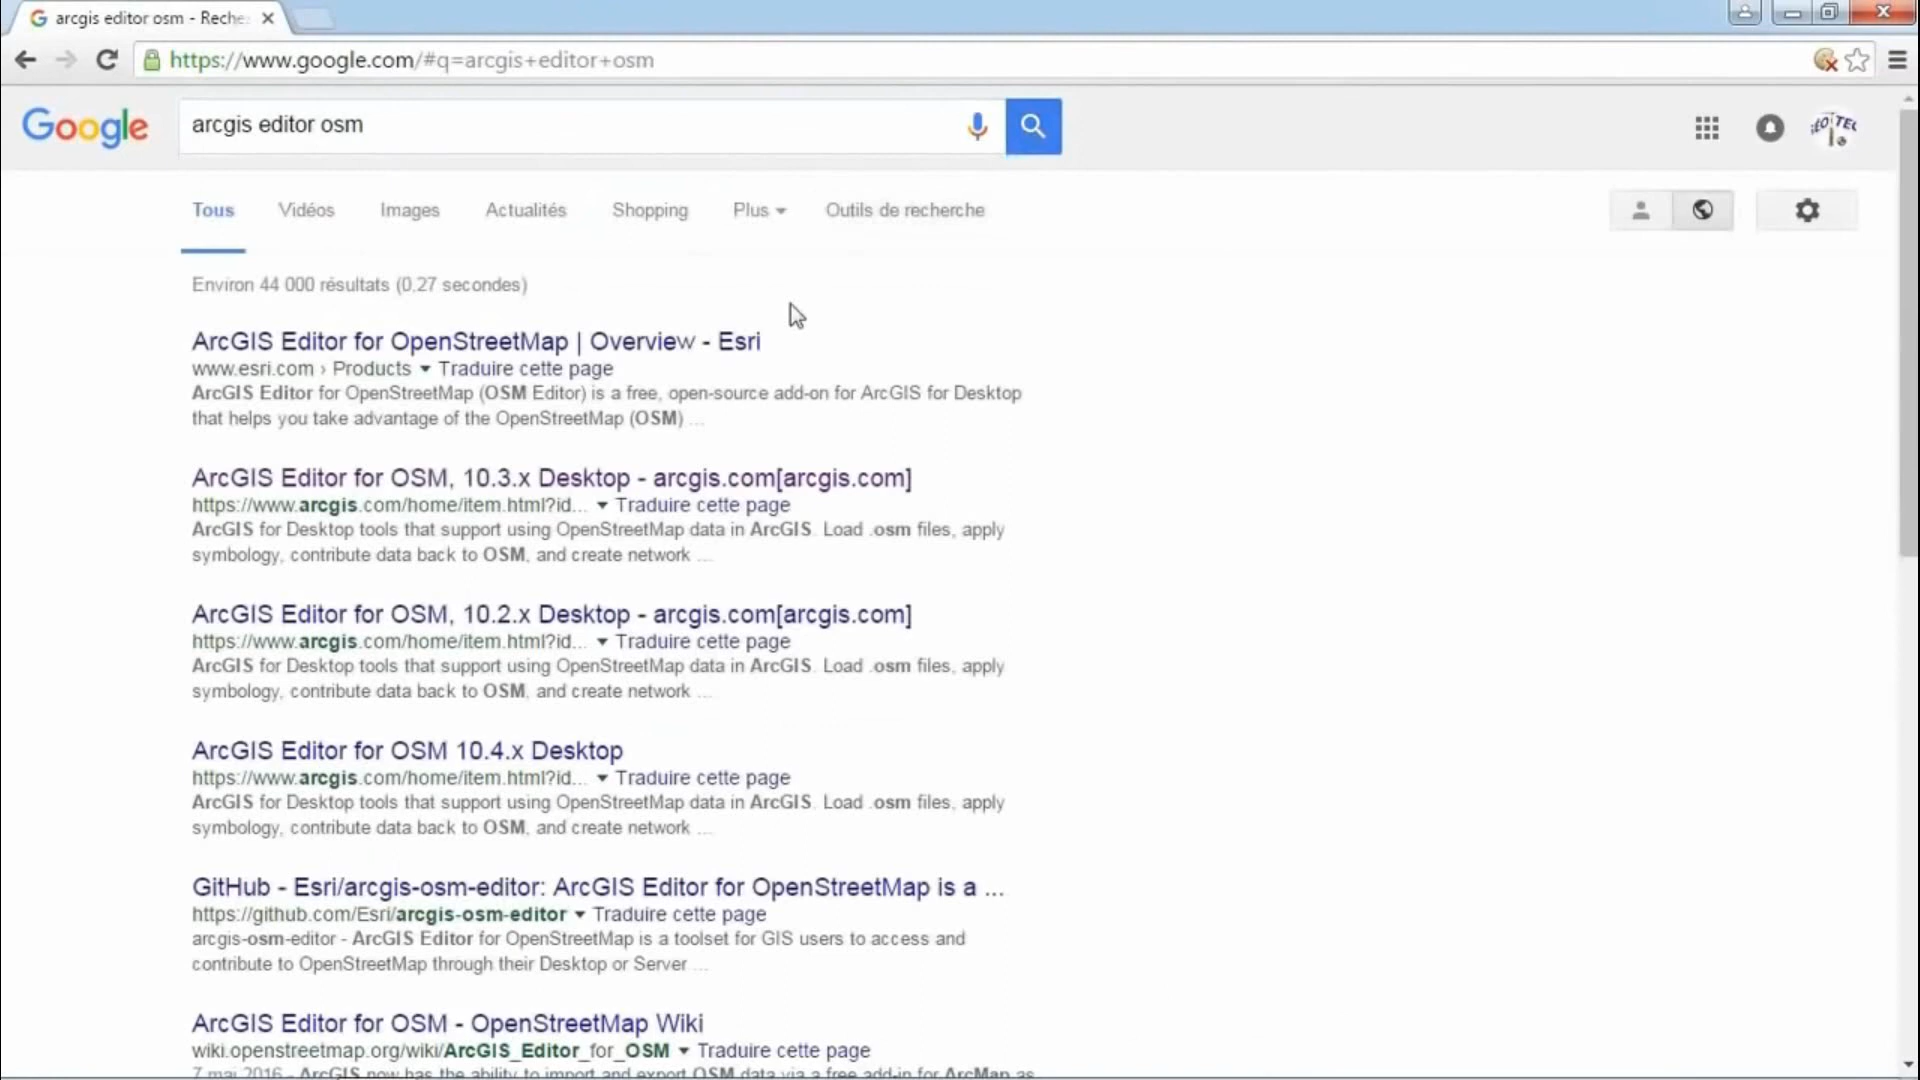 arcgis editor osm - Reche
https://www.google.com/#q=arcgis+editor+osm
Google
arcgis editor osm
Tous Vidéos Images Actualités Shopping Plus Outils de recherche
Environ 44 000 résultats (0,27 secondes)
ArcGIS Editor for OpenStreetMap | Overview - Esri
www.esri.com › Products Traduire cette page
ArcGIS Editor for OpenStreetMap (OSM Editor) is a free, open-source add-on for ArcGIS for Desktop
that helps you take advantage of the OpenStreetMap (OSM) ...
ArcGIS Editor for OSM, 10.3.x Desktop - arcgis.com[arcgis.com]
https://www.arcgis.com/home/item.html?id... Traduire cette page
ArcGIS for Desktop tools that support using OpenStreetMap data in ArcGIS. Load .osm files, apply
symbology, contribute data back to OSM, and create network ...
ArcGIS Editor for OSM, 10.2.x Desktop - arcgis.com[arcgis.com]
https://www.arcgis.com/home/item.html?id... Traduire cette page
ArcGIS for Desktop tools that support using OpenStreetMap data in ArcGIS. Load .osm files, apply
symbology, contribute data back to OSM, and create network ...
ArcGIS Editor for OSM 10.4.x Desktop
https://www.arcgis.com/home/item.html?id... Traduire cette page
ArcGIS for Desktop tools that support using OpenStreetMap data in ArcGIS. Load .osm files, apply
symbology, contribute data back to OSM, and create network ...
GitHub - Esri/arcgis-osm-editor: ArcGIS Editor for OpenStreetMap is a ...
https://github.com/Esri/arcgis-osm-editor Traduire cette page
arcgis-osm-editor - ArcGIS Editor for OpenStreetMap is a toolset for GIS users to access and
contribute to OpenStreetMap through their Desktop or Server ...
ArcGIS Editor for OSM - OpenStreetMap Wiki
wiki.openstreetmap.org/wiki/ArcGIS_Editor_for_OSM Traduire cette page
7 mai 2016 - ArcGIS now has the ability to import and export OSM data via a free add-in for ArcMap as